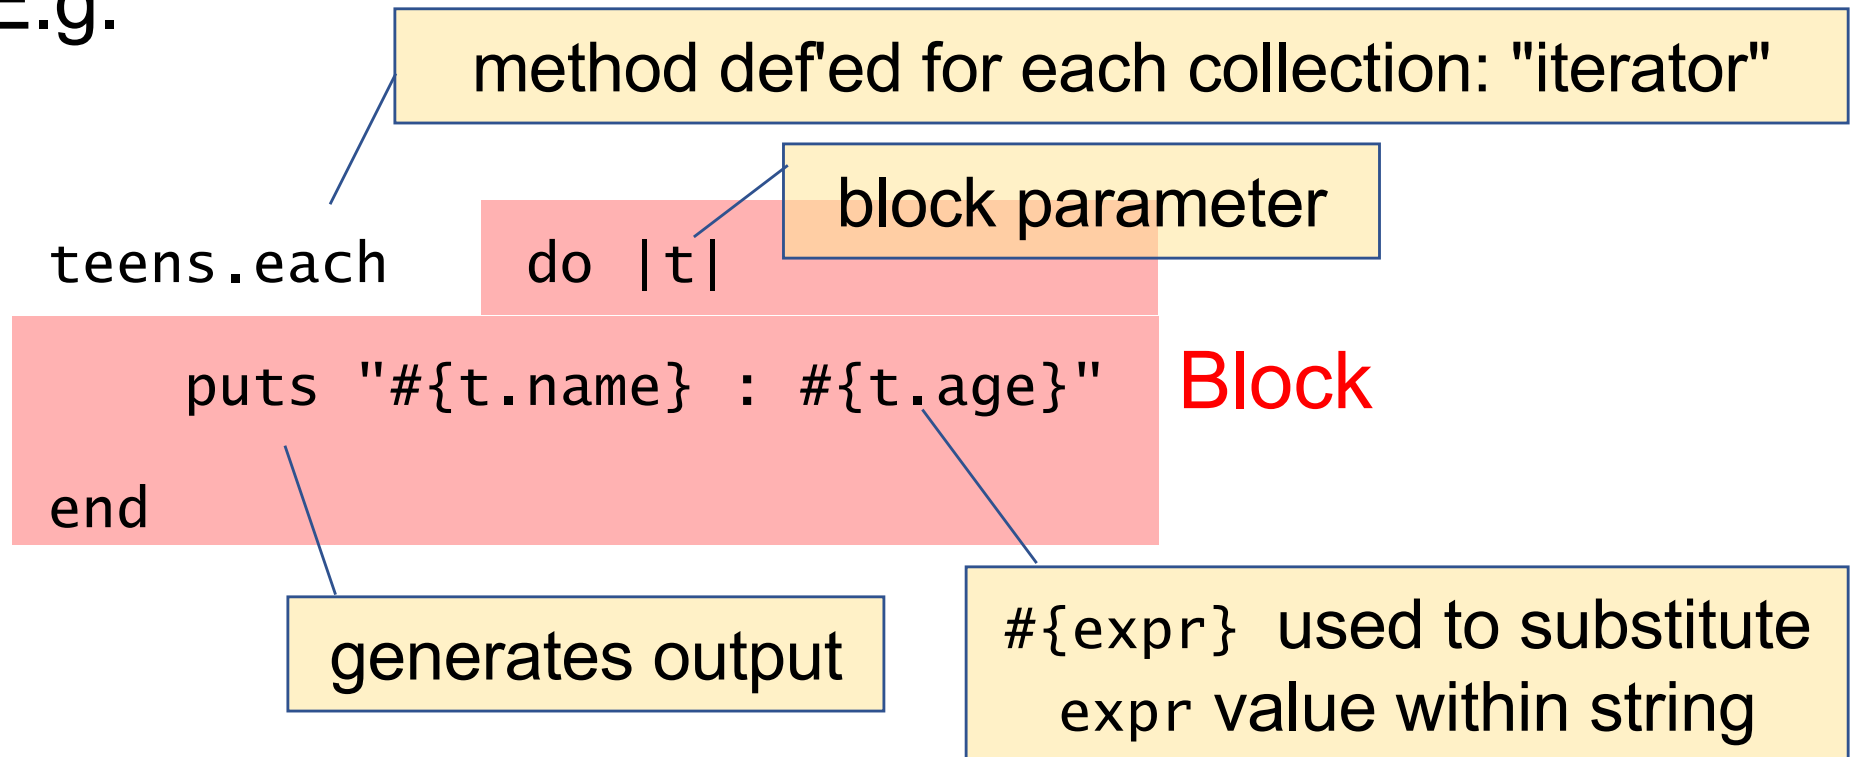 E.g.
method def'ed for each collection: "iterator"
block parameter
teens.each do |t|
puts "#{t.name} : #{t.age}"
Block
end
generates output
#{expr} used to substitute
expr value within string